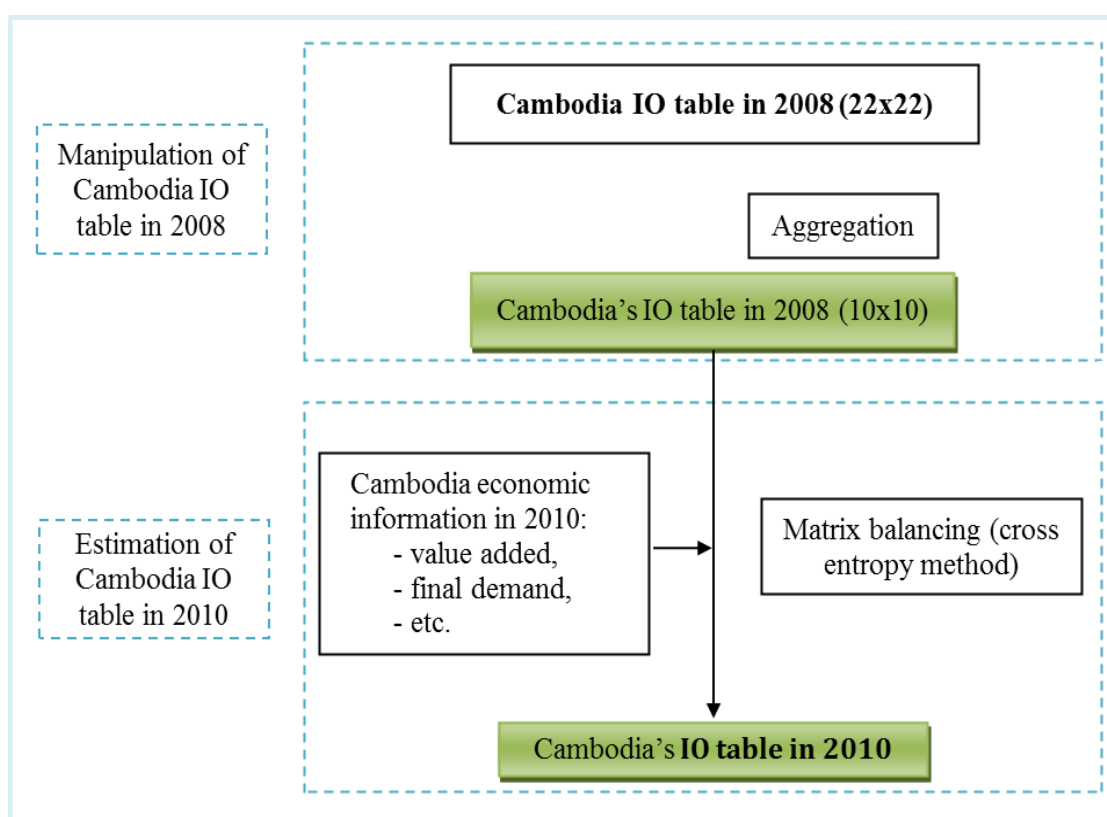 Cambodia IO table in 2008 (22x22)
Manipulation of
Cambodia IO
table in 2008
Aggregation
Cambodia's IO table in 2008 (10x10)
Cambodia economic
information in 2010:
- value added,
- final demand,
- etc.
Matrix balancing (cross
entropy method)
Estimation of
Cambodia IO
table in 2010
Cambodia's IO table in 2010